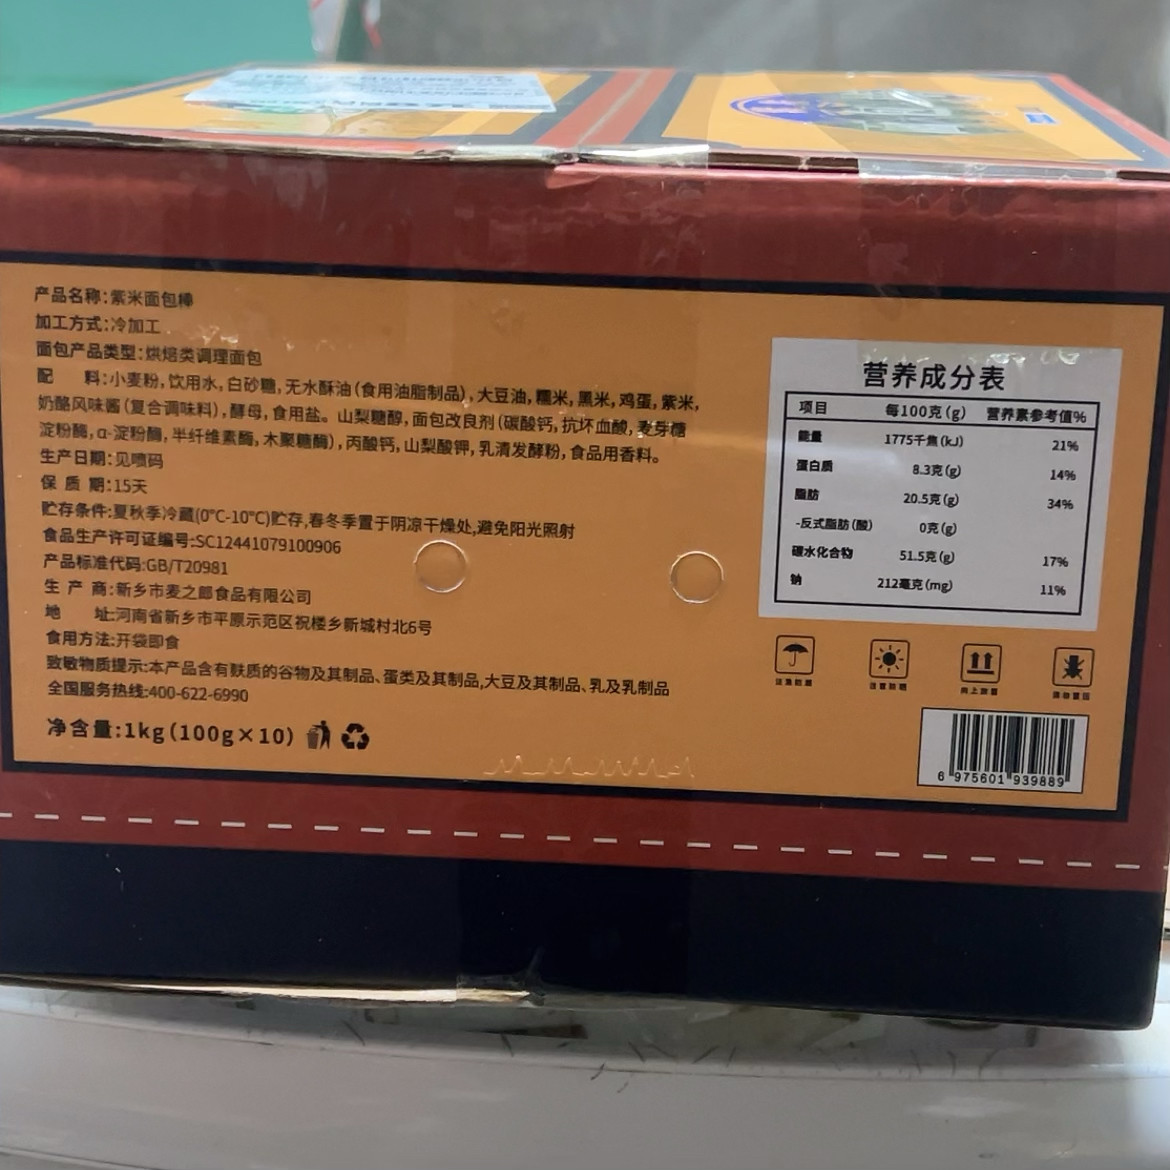 产品名称:紫米面包棒
加工方式:冷加工
面包产品类型:烘焙类调理面包
配 料:小麦粉,饮用水,白砂糖,无水酥油(食用油脂制品),大豆油,糯米,黑米,鸡蛋,紫米,
奶酪风味酱(复合调味料),酵母,食用盐。山梨糖醇,面包改良剂(碳酸钙,抗坏血酸,麦芽糖
淀粉酶,α-淀粉酶,半纤维素酶,木聚糖酶),丙酸钙,山梨酸钾,乳清发酵粉,食品用香料。
生产日期:见喷码
保 质 期:15天
贮存条件:夏秋季冷藏(0°C-10°C)贮存,春冬季置于阴凉干燥处,避免阳光照射
食品生产许可证编号:SC12441079100906
产品标准代码:GB/T20981
生 产 商:新乡市麦之郎食品有限公司
地 址:河南省新乡市平原示范区祝楼乡新城村北6号
食用方法:开袋即食
致敏物质提示:本产品含有麸质的谷物及其制品、蛋类及其制品,大豆及其制品、乳及乳制品
全国服务热线:400-622-6990
净含量:1kg(100g×10)
营养成分表
项目 每100克(g) 营养素参考值%
能量 1775千焦(kJ) 21%
蛋白质 8.3克(g) 14%
脂肪 20.5克(g) 34%
-反式脂肪(酸) 0克(g)
碳水化合物 51.5克(g) 17%
钠 212毫克(mg) 11%
6 975601 939889